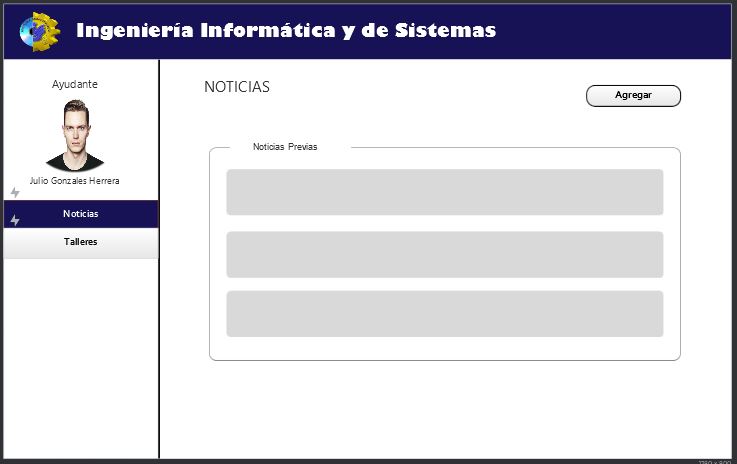 Ingeniería Informática y de Sistemas
Ayudante
Julio Gonzales Herrera
Noticias
Talleres
NOTICIAS
Agregar
Noticias Previas